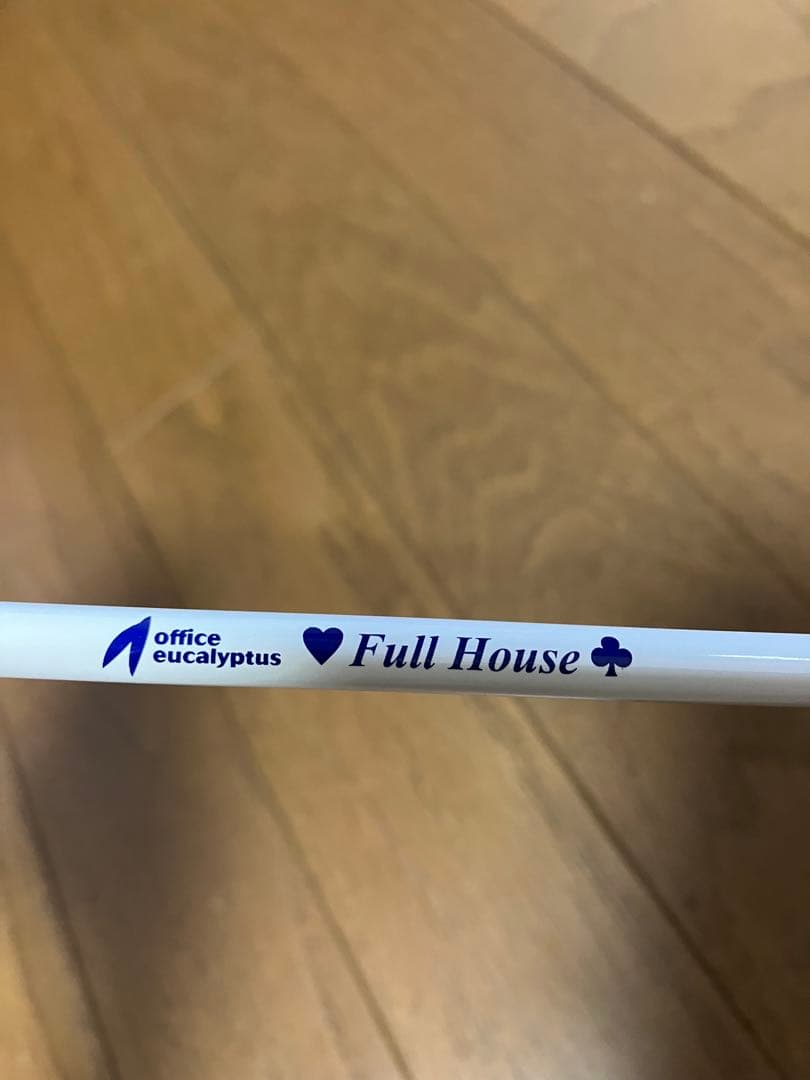 office
eucalyptus
♥ Full House ♣